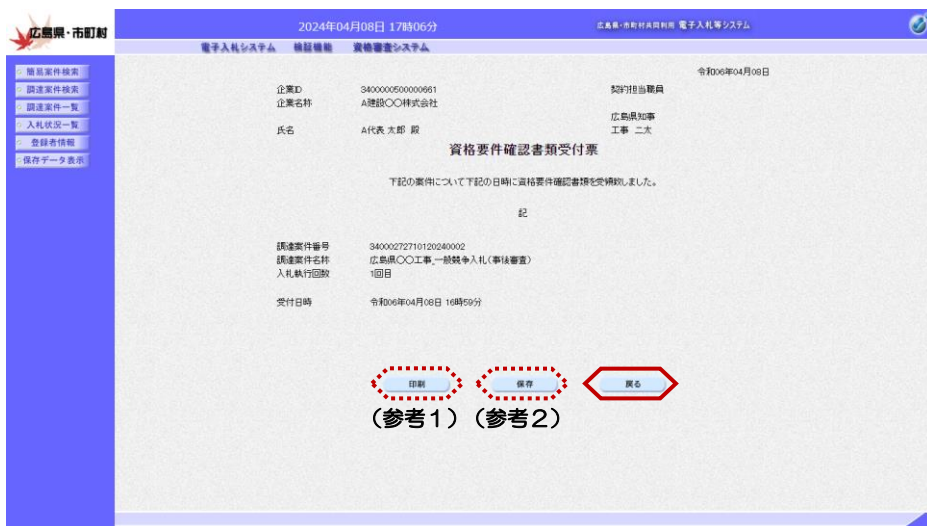 広島県・市町村
2024年04月08日 17時06分
広島県・市町村共同利用 電子入札等システム
電子入札システム 検証機能 資格審査システム
簡易案件検索
調達案件検索
調達案件一覧
入札状況一覧
登録者情報
保存データ表示
令和06年04月08日
企業ID 3400000500000661 契約担当職員
企業名称 A建設〇〇株式会社
広島県知事
氏名 A代表 太郎 殿 工事 二太
資格要件確認書類受付票
下記の案件について下記の日時に資格要件確認書類を受領致しました。
記
調達案件番号 34000272710120240002
調達案件名称 広島県〇〇工事_一般競争入札(事後審査)
入札執行回数 1回目
受付日時 令和06年04月08日 16時59分
印刷 保存 戻る
(参考1) (参考2)